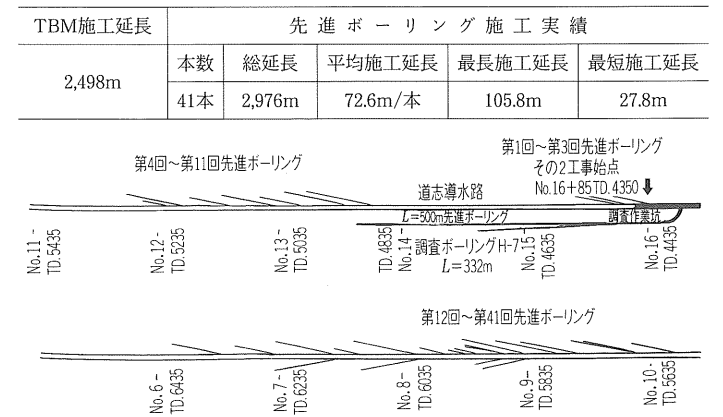 TBM施工延長
先進ボーリング施工実績
2,498m
本数 総延長 平均施工延長 最長施工延長 最短施工延長
41本 2,976m 72.6m/本 105.8m 27.8m
第1回〜第3回先進ボーリング
その2工事始点
No.16+85TD.4350
第4回〜第11回先進ボーリング
道志導水路
L=500m先進ボーリング
調査作業坑
調査ボーリングH-7
L=332m
No.11-
TD.5435
No.12-
TD.5235
No.13-
TD.5035
TD.4835
No.14-
No.15-
TD.4635
No.16-
TD.4435
第12回〜第41回先進ボーリング
No.6-
TD.6435
No.7-
TD.6235
No.8-
TD.6035
No.9-
TD.5835
No.10-
TD.5635